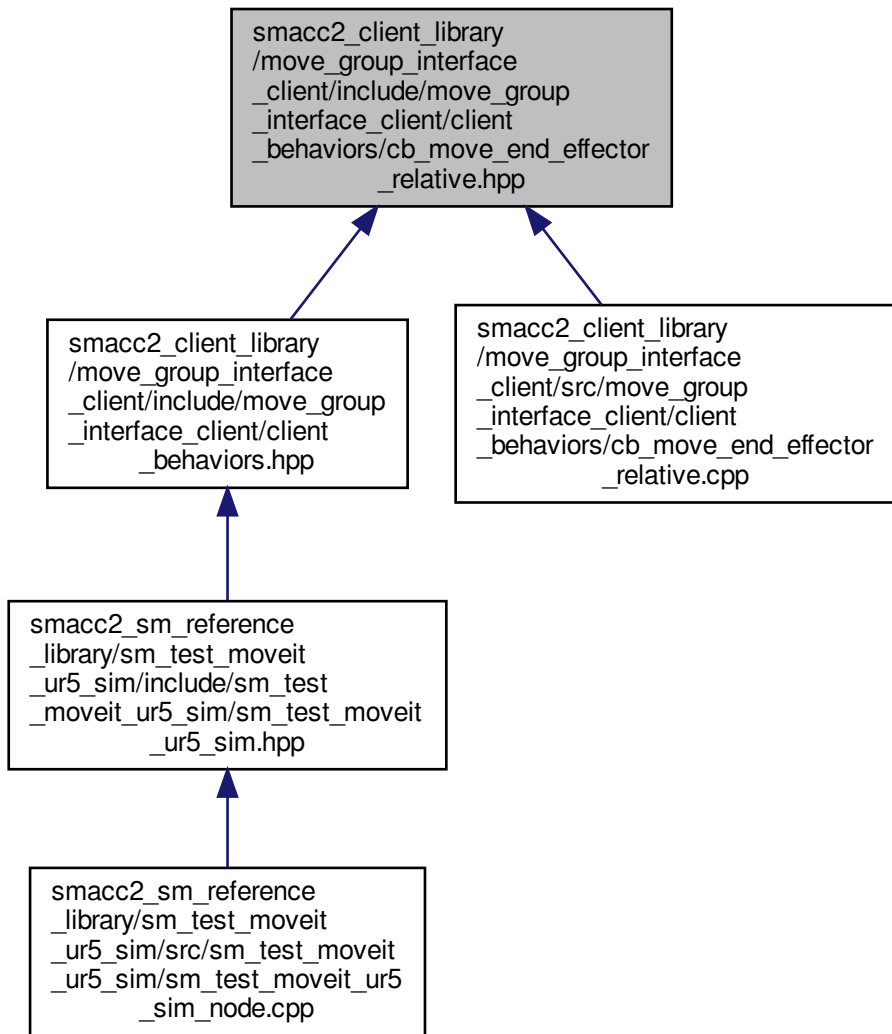 smacc2_client_library
/move_group_interface
_client/include/move_group
_interface_client/client
_behaviors/cb_move_end_effector
_relative.hpp
smacc2_client_library
/move_group_interface
_client/include/move_group
_interface_client/client
_behaviors.hpp
smacc2_client_library
/move_group_interface
_client/src/move_group
_interface_client/client
_behaviors/cb_move_end_effector
_relative.cpp
smacc2_sm_reference
_library/sm_test_moveit
_ur5_sim/include/sm_test
_moveit_ur5_sim/sm_test_moveit
_ur5_sim.hpp
smacc2_sm_reference
_library/sm_test_moveit
_ur5_sim/src/sm_test_moveit
_ur5_sim/sm_test_moveit_ur5
_sim_node.cpp